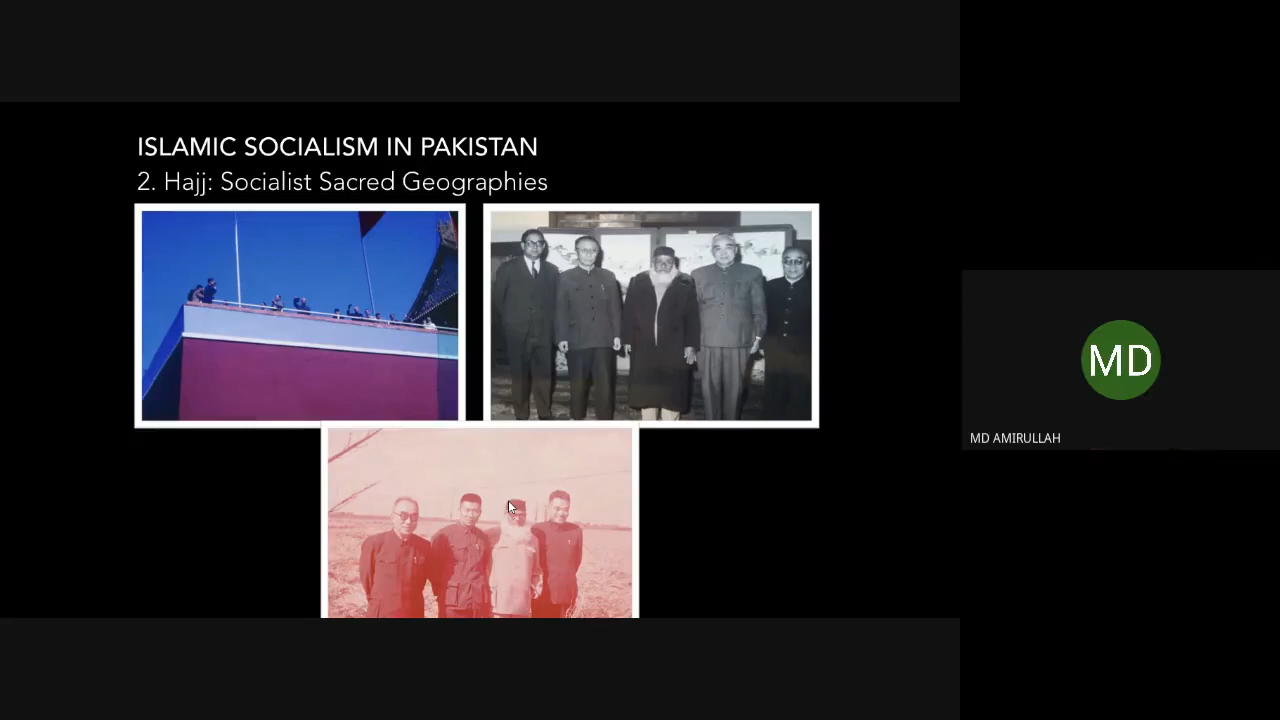 ISLAMIC SOCIALISM IN PAKISTAN
2. Hajj: Socialist Sacred Geographies
MD
MD AMIRULLAH